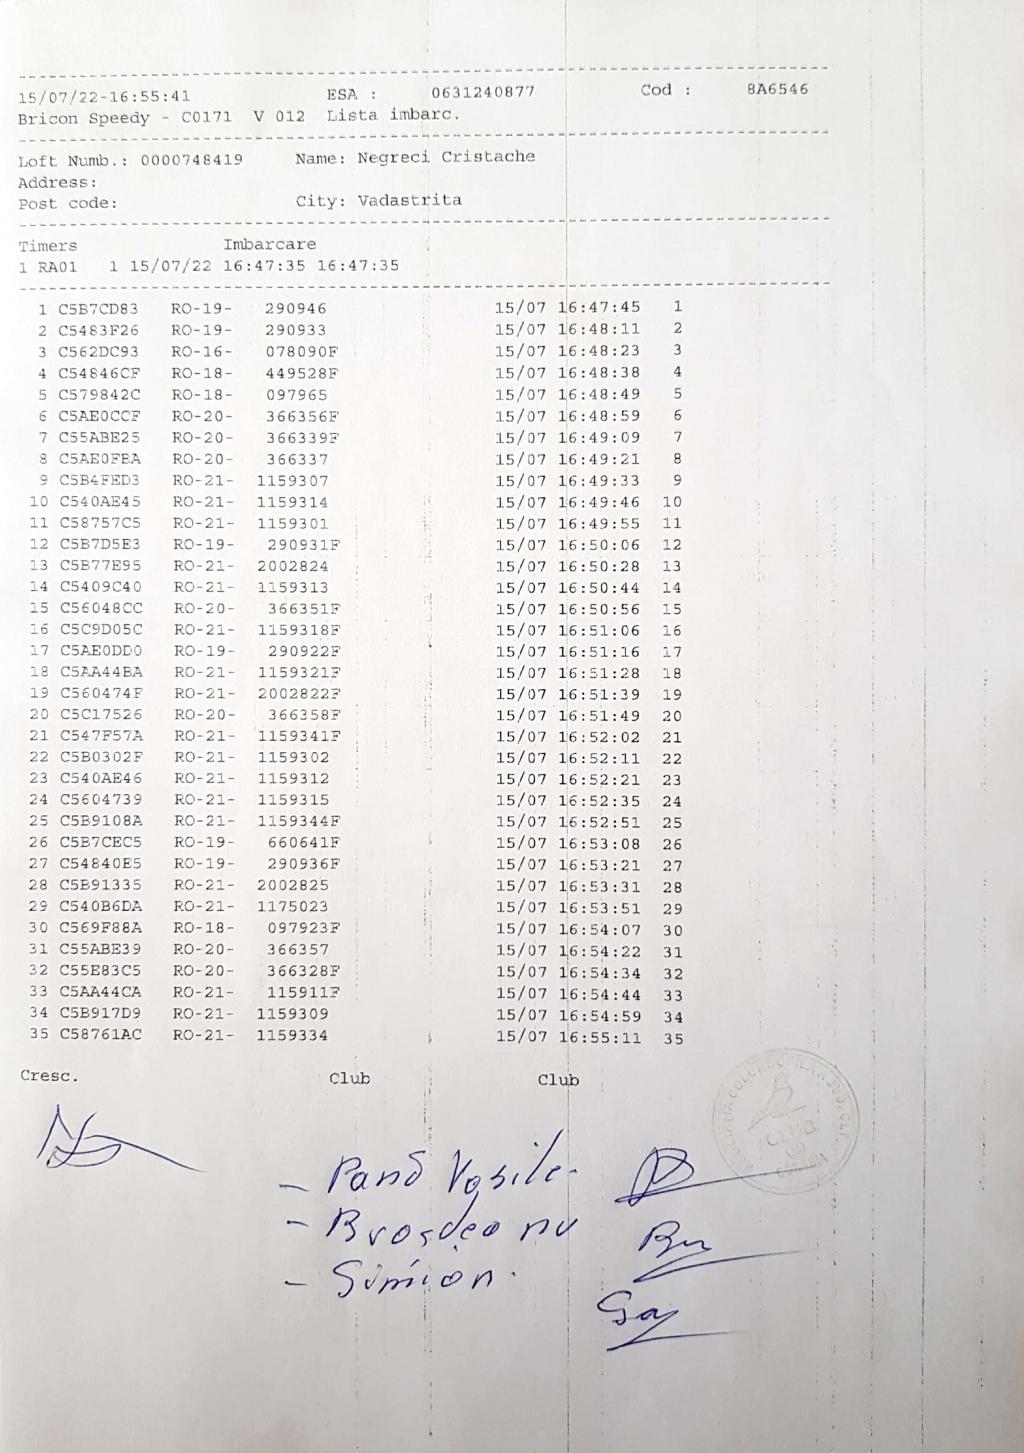 15/07/22-16:55:41 ESA : 0631240877 Cod : 8A6546
Bricon Speedy - C0171 V 012 Lista imbarc.
Loft Numb.: 0000748419 Name: Negreci Cristache
Address:
Post code: City: Vadastrita
Timers Imbarcare
1 RA01 1 15/07/22 16:47:35 16:47:35
1 C5B7CD83 RO-19- 290946 15/07 16:47:45 1
2 C5483F26 RO-19- 290933 15/07 16:48:11 2
3 C562DC93 RO-16- 078090F 15/07 16:48:23 3
4 C54846CF RO-18- 449528F 15/07 16:48:38 4
5 C579842C RO-18- 097965 15/07 16:48:49 5
6 C5AE0CCF RO-20- 366356F 15/07 16:48:59 6
7 C55ABE25 RO-20- 366339F 15/07 16:49:09 7
8 C5AE0FBA RO-20- 366337 15/07 16:49:21 8
9 C5B4FED3 RO-21- 1159307 15/07 16:49:33 9
10 C540AE45 RO-21- 1159314 15/07 16:49:46 10
11 C58757C5 RO-21- 1159301 15/07 16:49:55 11
12 C5B7D5E3 RO-19- 290931F 15/07 16:50:06 12
13 C5B77E95 RO-21- 2002824 15/07 16:50:28 13
14 C5409C40 RO-21- 1159313 15/07 16:50:44 14
15 C56048CC RO-20- 366351F 15/07 16:50:56 15
16 C5C9D05C RO-21- 1159318F 15/07 16:51:06 16
17 C5AE0DD0 RO-19- 290922F 15/07 16:51:16 17
18 C5AA44BA RO-21- 1159321F 15/07 16:51:28 18
19 C560474F RO-21- 2002822F 15/07 16:51:39 19
20 C5C17526 RO-20- 366358F 15/07 16:51:49 20
21 C547F57A RO-21- 1159341F 15/07 16:52:02 21
22 C5B0302F RO-21- 1159302 15/07 16:52:11 22
23 C540AE46 RO-21- 1159312 15/07 16:52:21 23
24 C5604739 RO-21- 1159315 15/07 16:52:35 24
25 C5B9108A RO-21- 1159344F 15/07 16:52:51 25
26 C5B7CEC5 RO-19- 660641F 15/07 16:53:08 26
27 C54840E5 RO-19- 290936F 15/07 16:53:21 27
28 C5B91335 RO-21- 2002825 15/07 16:53:31 28
29 C540B6DA RO-21- 1175023 15/07 16:53:51 29
30 C569F88A RO-18- 097923F 15/07 16:54:07 30
31 C55ABE39 RO-20- 366357 15/07 16:54:22 31
32 C55E83C5 RO-20- 366328F 15/07 16:54:34 32
33 C5AA44CA RO-21- 115911F 15/07 16:54:44 33
34 C5B917D9 RO-21- 1159309 15/07 16:54:59 34
35 C58761AC RO-21- 1159334 15/07 16:55:11 35
Cresc. Club Club
- Pană Vasile
- Brosdeanu
- Simion